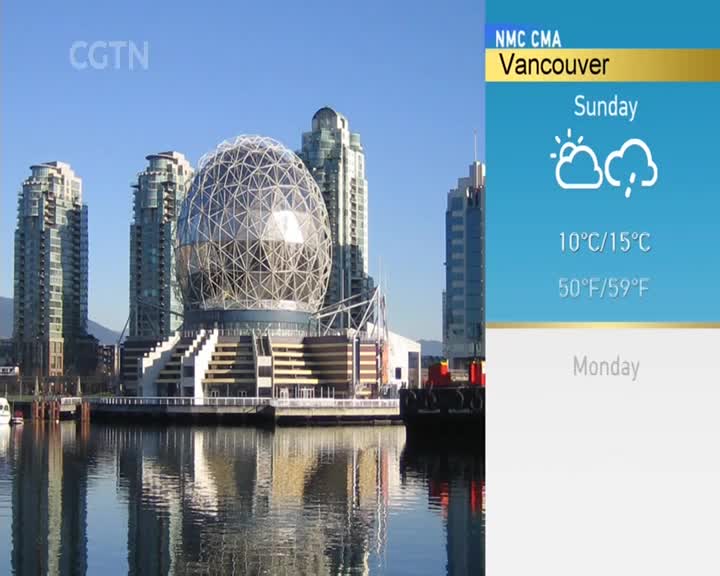 CGTN
NMC CMA
Vancouver
Sunday
10°C/15°C
50°F/59°F
Monday